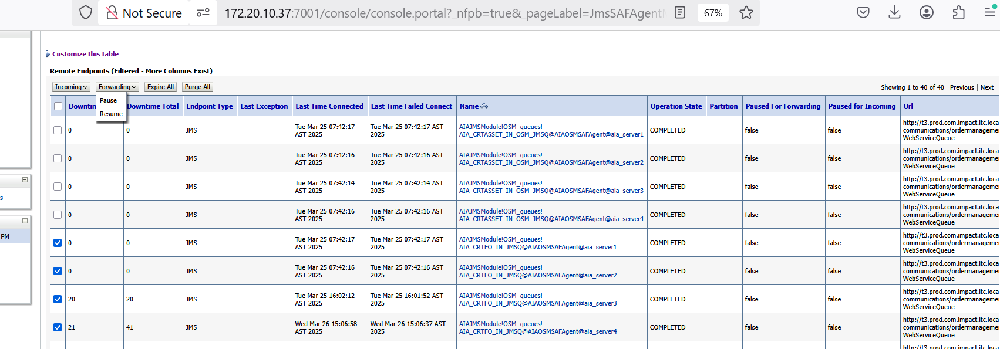 Not Secure
172.20.10.37:7001/console/console.portal?_nfpb=true&_pageLabel=JmsSAFAgent
67%
Customize this table
Remote Endpoints (Filtered - More Columns Exist)
Incoming Forwarding Expire All Purge All
Showing 1 to 40 of 40 Previous | Next
Pause
Resume
Downtime Total Endpoint Type Last Exception Last Time Connected Last Time Failed Connect Name Operation State Partition Paused For Forwarding Paused for Incoming Url
0 0 JMS Tue Mar 25 07:42:17 AST 2025 Tue Mar 25 07:42:17 AST 2025 AIAJMSModule!OSM_queues!AIA_CRTASSET_IN_OSM_JMSQ@AIAOSMSAFAgent@aia_server1 COMPLETED false false http://t3.prod.com.impact.itc.loca communications/ordermanageme WebServiceQueue
0 0 JMS Tue Mar 25 07:42:16 AST 2025 Tue Mar 25 07:42:16 AST 2025 AIAJMSModule!OSM_queues!AIA_CRTASSET_IN_OSM_JMSQ@AIAOSMSAFAgent@aia_server2 COMPLETED false false http://t3.prod.com.impact.itc.loca communications/ordermanageme WebServiceQueue
0 0 JMS Tue Mar 25 07:42:14 AST 2025 Tue Mar 25 07:42:14 AST 2025 AIAJMSModule!OSM_queues!AIA_CRTASSET_IN_OSM_JMSQ@AIAOSMSAFAgent@aia_server3 COMPLETED false false http://t3.prod.com.impact.itc.loca communications/ordermanageme WebServiceQueue
0 0 JMS Tue Mar 25 07:42:16 AST 2025 Tue Mar 25 07:42:16 AST 2025 AIAJMSModule!OSM_queues!AIA_CRTASSET_IN_OSM_JMSQ@AIAOSMSAFAgent@aia_server4 COMPLETED false false http://t3.prod.com.impact.itc.loca communications/ordermanageme WebServiceQueue
PM
0 0 JMS Tue Mar 25 07:42:17 AST 2025 Tue Mar 25 07:42:17 AST 2025 AIAJMSModule!OSM_queues!AIA_CRTFO_IN_JMSQ@AIAOSMSAFAgent@aia_server1 COMPLETED false false http://t3.prod.com.impact.itc.loca communications/ordermanageme WebServiceQueue
0 0 JMS Tue Mar 25 07:42:16 AST 2025 Tue Mar 25 07:42:16 AST 2025 AIAJMSModule!OSM_queues!AIA_CRTFO_IN_JMSQ@AIAOSMSAFAgent@aia_server2 COMPLETED false false http://t3.prod.com.impact.itc.loca communications/ordermanageme WebServiceQueue
20 20 JMS Tue Mar 25 16:02:12 AST 2025 Tue Mar 25 16:01:52 AST 2025 AIAJMSModule!OSM_queues!AIA_CRTFO_IN_JMSQ@AIAOSMSAFAgent@aia_server3 COMPLETED false false http://t3.prod.com.impact.itc.loca communications/ordermanageme WebServiceQueue
21 41 JMS Wed Mar 26 15:06:58 AST 2025 Wed Mar 26 15:06:37 AST 2025 AIAJMSModule!OSM_queues!AIA_CRTFO_IN_JMSQ@AIAOSMSAFAgent@aia_server4 COMPLETED false false http://t3.prod.com.impact.itc.loca communications/ordermanageme WebServiceQueue